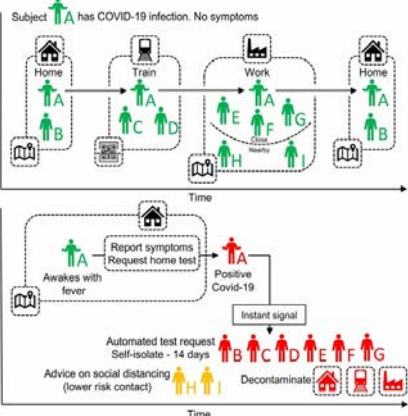 Subject A has COVID-19 infection. No symptoms
Home Train Work Home
A A A A
B C D E F G B
Close
Nearby
H I
Time
A Report symptoms A
Request home test
Awakes with Positive
fever Covid-19
Instant signal
Automated test request
Self-isolate - 14 days B C D E F G
Advice on social distancing
(lower risk contact) H I Decontaminate:
Time